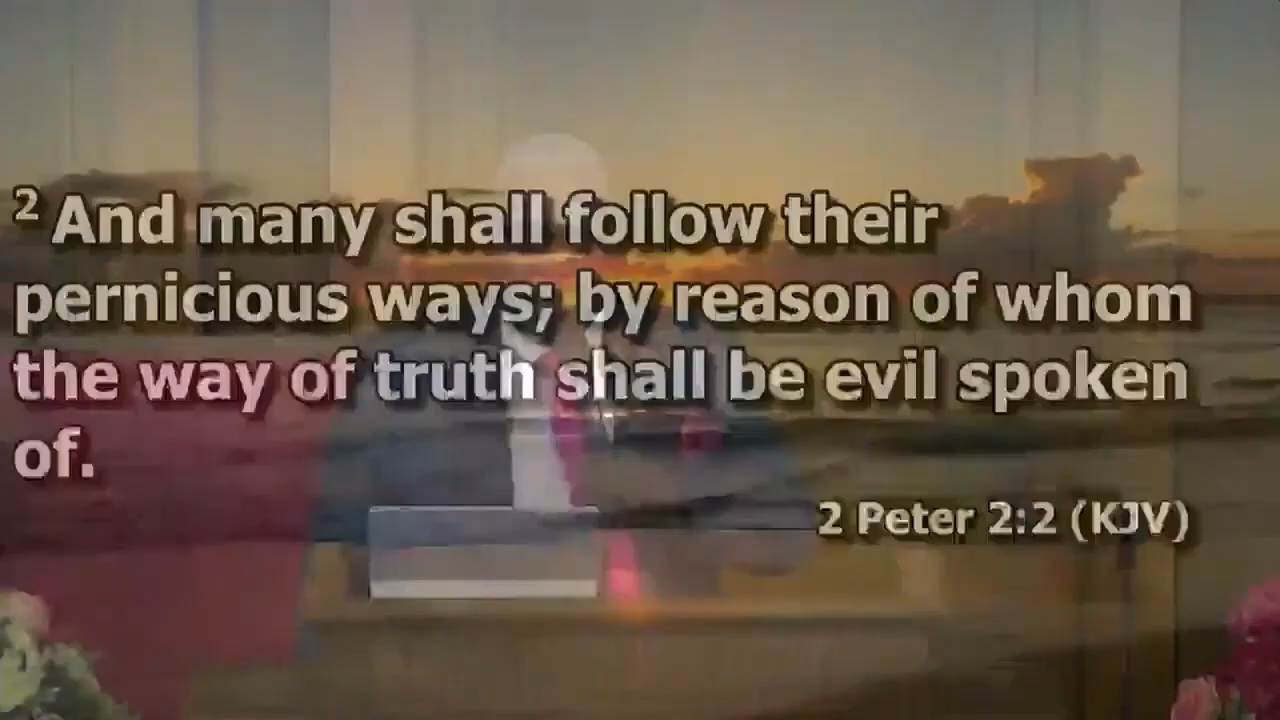 2 And many shall follow their
pernicious ways; by reason of whom
the way of truth shall be evil spoken
of.
2 Peter 2:2 (KJV)